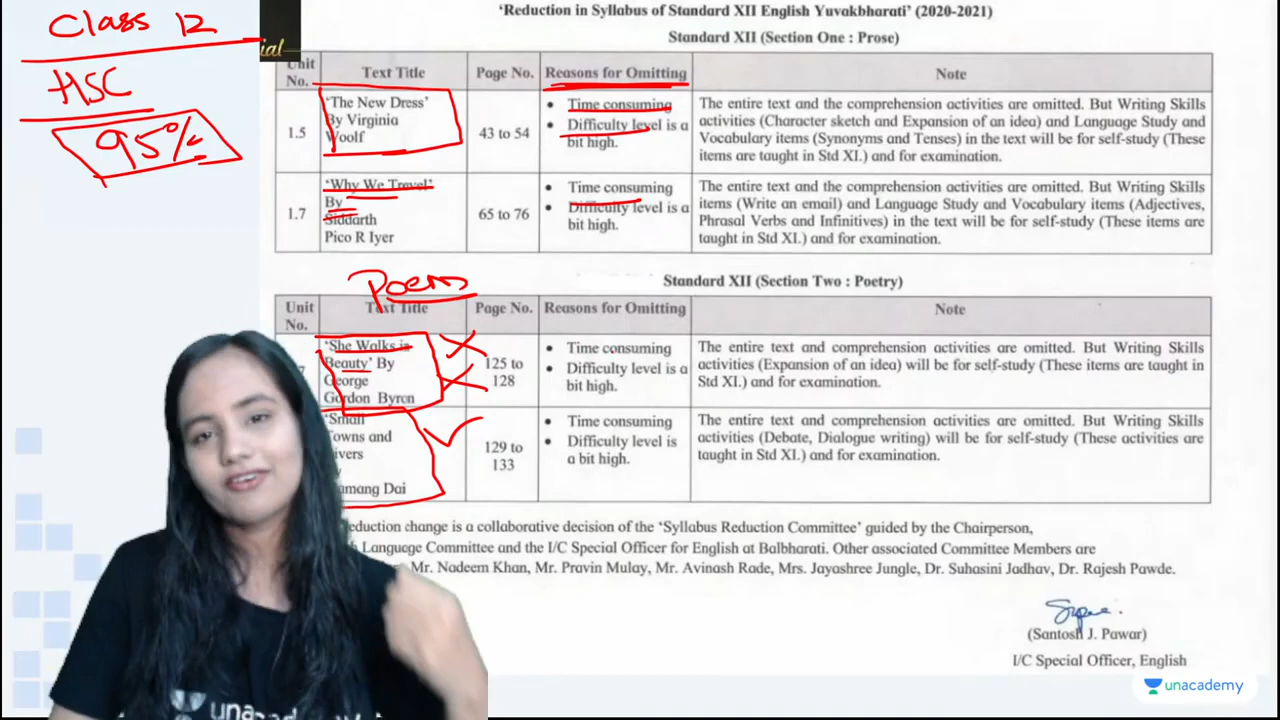 Class 12
HSC
95%
ial
'Reduction in Syllabus of Standard XII English Yuvakbharati' (2020-2021)
Standard XII (Section One : Prose)
Unit No. Text Title Page No. Reasons for Omitting Note
1.5
'The New Dress'
By Virginia
Woolf
43 to 54
• Time consuming
• Difficulty level is a
bit high.
The entire text and the comprehension activities are omitted. But Writing Skills
activities (Character sketch and Expansion of an idea) and Language Study and
Vocabulary items (Synonyms and Tenses) in the text will be for self-study (These
items are taught in Std XI.) and for examination.
1.7
'Why We Travel'
By
Siddarth
Pico R Iyer
65 to 76
• Time consuming
• Difficulty level is a
bit high.
The entire text and the comprehension activities are omitted. But Writing Skills
items (Write an email) and Language Study and Vocabulary items (Adjectives,
Phrasal Verbs and Infinitives) in the text will be for self-study (These items are
taught in Std XI.) and for examination.
Poem
Standard XII (Section Two : Poetry)
Unit No. Text Title Page No. Reasons for Omitting Note
'She Walks in
Beauty' By
George
Gordon Byron
125 to
128
• Time consuming
• Difficulty level is a
bit high.
The entire text and the comprehension activities are omitted. But Writing Skills
activities (Expansion of an idea) will be for self-study (These items are taught in
Std XI.) and for examination.
'Small
Towns and
ivers
y
amang Dai
129 to
133
• Time consuming
• Difficulty level is
a bit high.
The entire text and the comprehension activities are omitted. But Writing Skills
activities (Debate, Dialogue writing) will be for self-study (These activities are
taught in Std XI.) and for examination.
eduction change is a collaborative decision of the 'Syllabus Reduction Committee' guided by the Chairperson,
Language Committee and the I/C Special Officer for English at Balbharati. Other associated Committee Members are
Mr. Nadeem Khan, Mr. Pravin Mulay, Mr. Avinash Rade, Mrs. Jayashree Jungle, Dr. Suhasini Jadhav, Dr. Rajesh Pawde.
(Santosh J. Pawar)
I/C Special Officer, English
unacademy